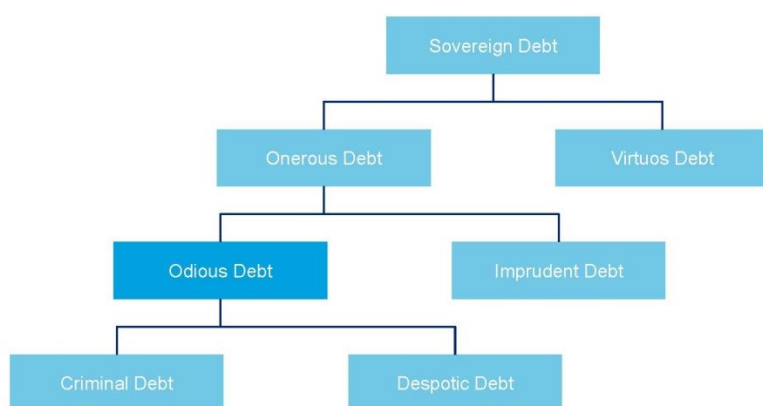 Sovereign Debt
Onerous Debt
Virtuos Debt
Odious Debt
Imprudent Debt
Criminal Debt
Despotic Debt